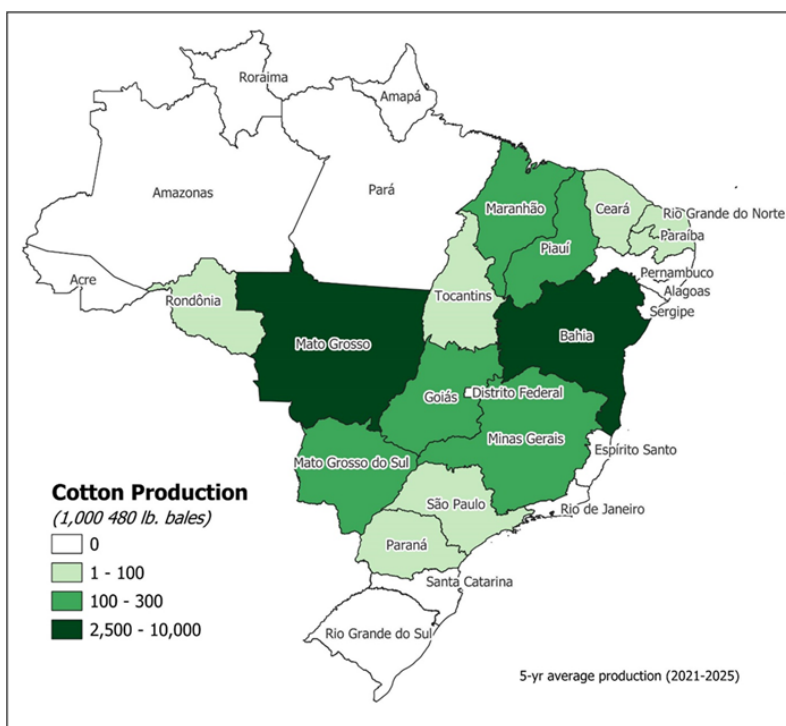 Roraima
Amapá
Amazonas
Pará
Maranhão
Ceará
Rio Grande do Norte
Paraíba
Piauí
Pernambuco
Acre
Alagoas
Rondônia
Tocantins
Sergipe
Mato Grosso
Bahia
Goiás
Distrito Federal
Minas Gerais
Espírito Santo
Mato Grosso do Sul
Cotton Production
(1,000 480 lb. bales)
0
1 - 100
100 - 300
2,500 - 10,000
São Paulo
Rio de Janeiro
Paraná
Santa Catarina
Rio Grande do Sul
5-yr average production (2021-2025)